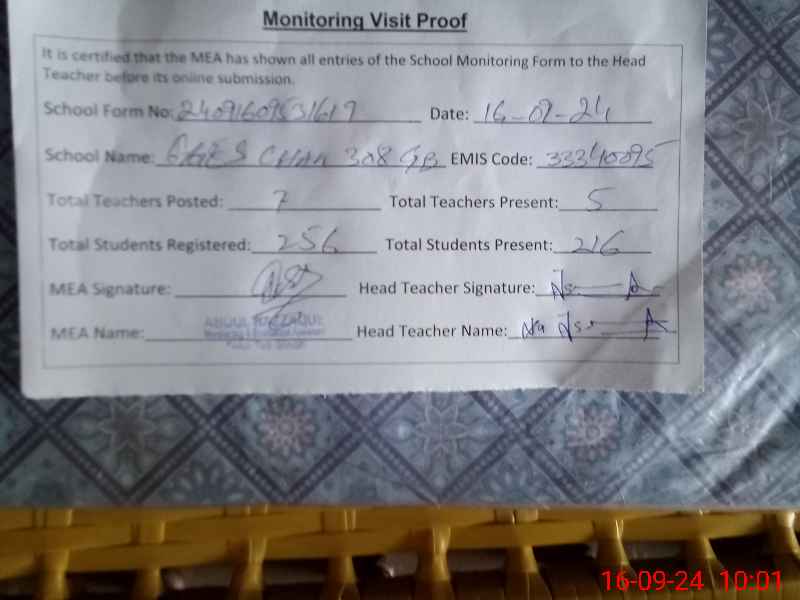 Monitoring Visit Proof
It is certified that the MEA has shown all entries of the School Monitoring Form to the Head
Teacher before its online submission.
School Form No: 24091609531619 Date: 16-09-24
School Name: GGES CHAK 308 GB EMIS Code: 33340095
Total Teachers Posted: 7 Total Teachers Present: 5
Total Students Registered: 256 Total Students Present: 216
MEA Signature: Head Teacher Signature:
MEA Name: ABDUL RAZZAQUE Head Teacher Name:
16-09-24 10:01